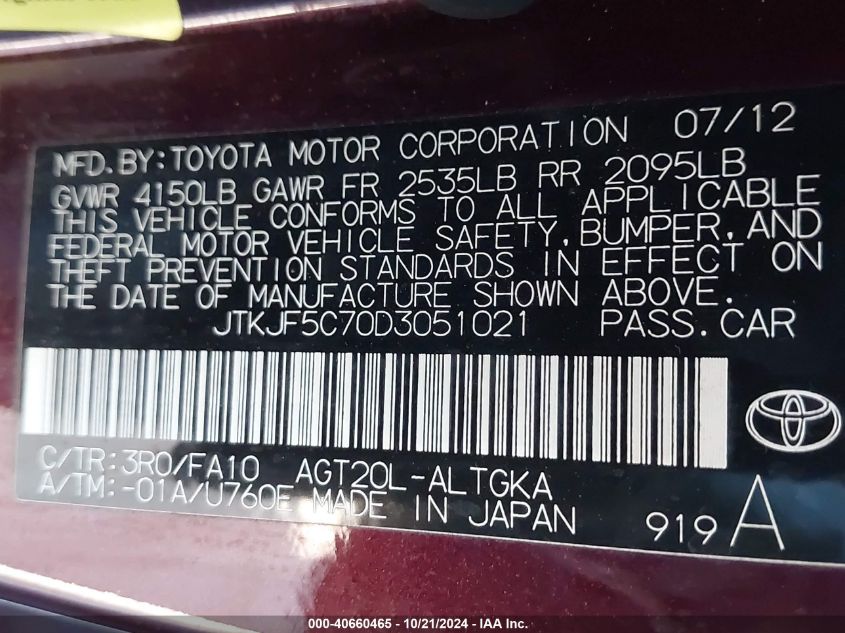 MFD. BY: TOYOTA MOTOR CORPORATION 07/12
GVWR 4150LB GAWR FR 2535LB RR 2095LB
THIS VEHICLE CONFORMS TO ALL APPLICABLE
FEDERAL MOTOR VEHICLE SAFETY, BUMPER, AND
THEFT PREVENTION STANDARDS IN EFFECT ON
THE DATE OF MANUFACTURE SHOWN ABOVE.
JTKJF5C70D3051021 PASS. CAR
C/TR: 3R0/FA10 AGT20L-ALTGKA
A/TM: -01A/U760E MADE IN JAPAN
919 A
000-40660465 - 10/21/2024 - IAA Inc.